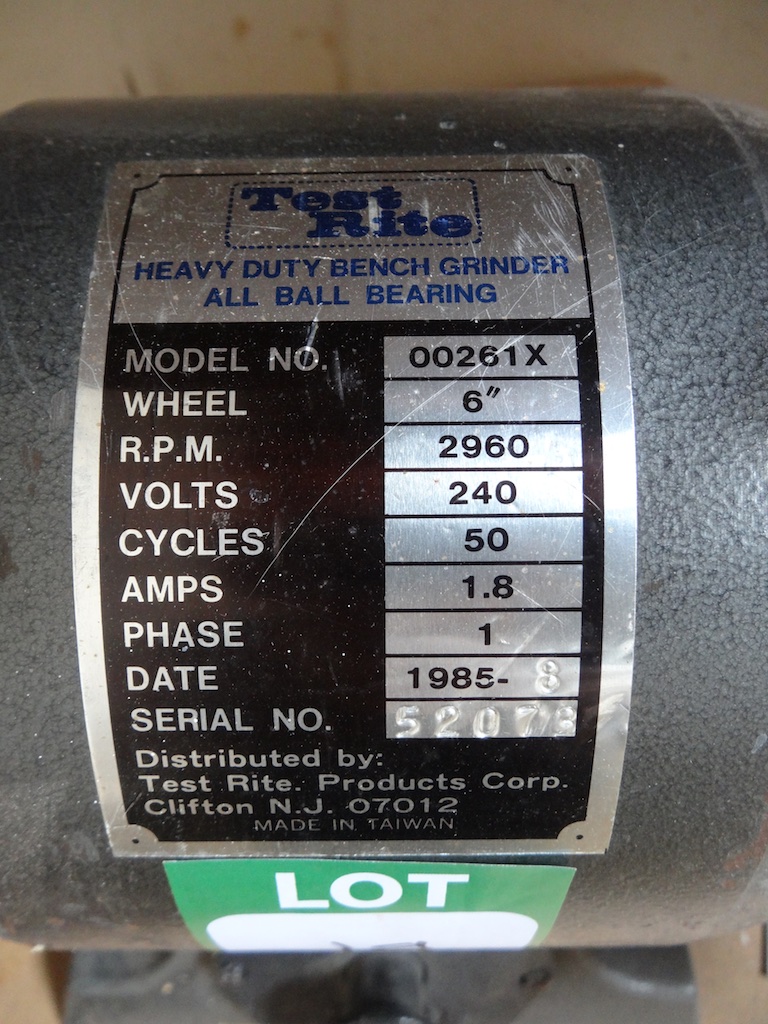 Test
Rite
HEAVY DUTY BENCH GRINDER
ALL BALL BEARING
MODEL NO. 00261X
WHEEL 6"
R.P.M. 2960
VOLTS 240
CYCLES 50
AMPS 1.8
PHASE 1
DATE 1985- 8
SERIAL NO.
Distributed by:
Test Rite. Products Corp.
Clifton N.J. 07012
MADE IN TAIWAN
LOT